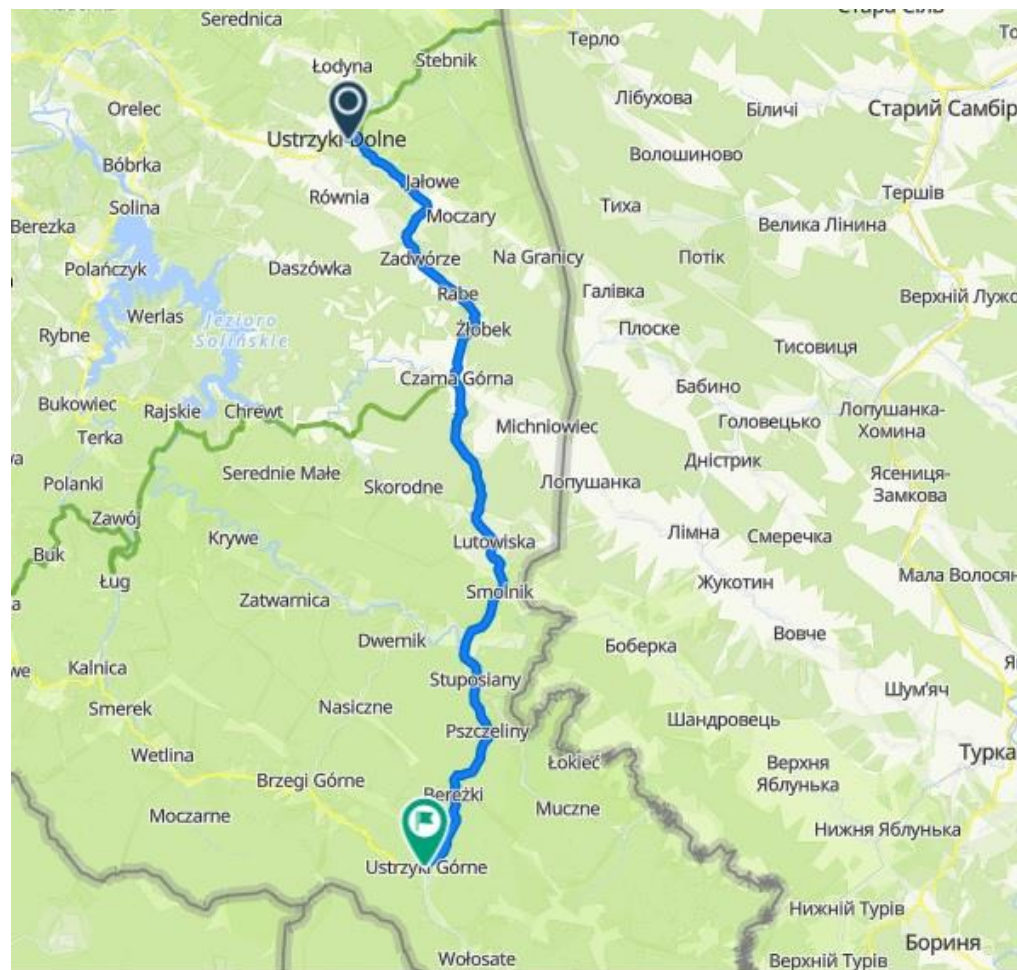 Serednica
Терло
Łodyna
Stebnik
Orelec
Лібухова
Біличі
Старий Самбір
Ustrzyki Dolne
Волошиново
Bóbrka
Jałowe
Równia
Тершів
Solina
Moczary
Тиха
Berezka
Велика Лініна
Zadwórze
Na Granicy
Потік
Polańczyk
Daszówka
Rabe
Галівка
Верхній Лужо
Werlas
Jezioro
Solińskie
Żłobek
Плоске
Rybne
Тисовиця
Czarna Górna
Бабино
Bukowiec
Rajskie
Chrewt
Лопушанка-
Хомина
Michniowiec
Головецько
Terka
Дністрик
Serednie Małe
Skorodne
Лопушанка
Ясениця-
Замкова
Polanki
Zawój
Krywe
Lutowiska
Лімна
Смеречка
Buk
Ług
Жукотин
Мала Волосян
Zatwarnica
Smolnik
Dwernik
Боберка
Вовче
Kalnica
Stuposiany
Шум'яч
Smerek
Nasiczne
Шандровець
Pszczeliny
Wetlina
Łokieć
Турка
Brzegi Górne
Bereżki
Верхня
Яблунька
Moczarne
Muczne
Нижня Яблунька
Ustrzyki Górne
Нижній Турів
Бориня
Wołosate
Верхній Турів